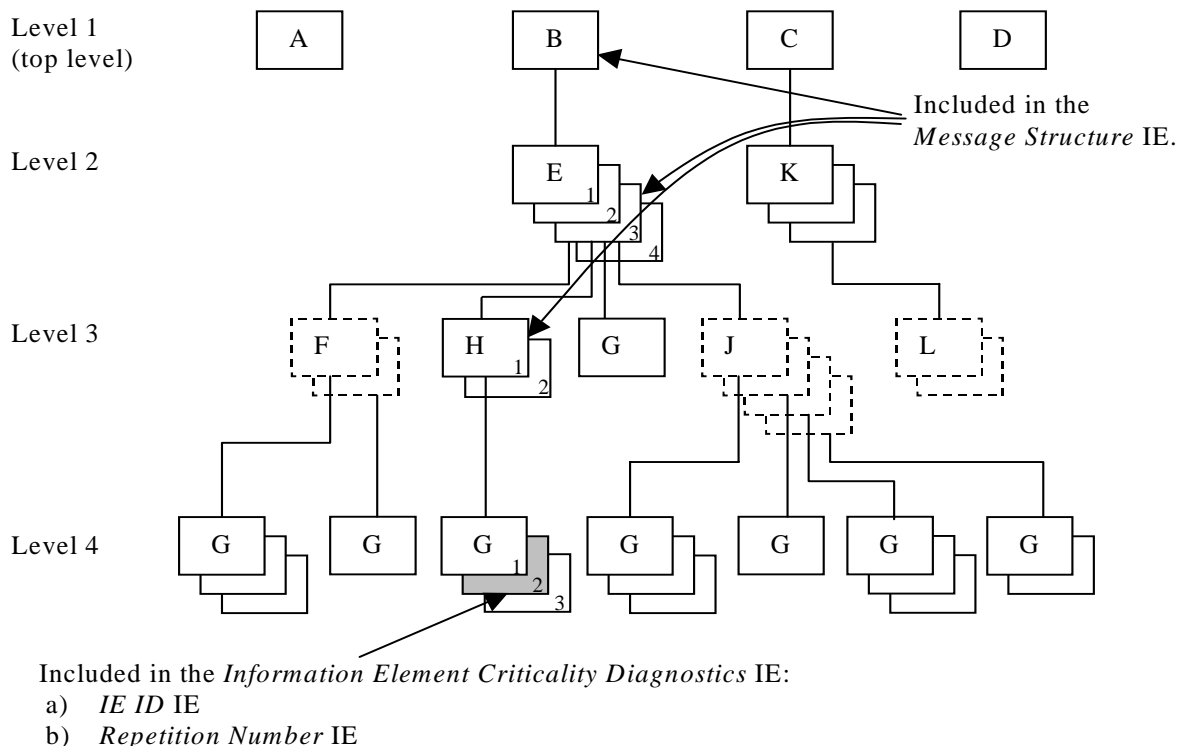 Level 1
(top level)
A
B
C
D
Included in the
Message Structure IE.
Level 2
E
1
2
3
4
K
Level 3
F
H
1
2
G
J
L
Level 4
G
G
G
1
2
3
G
G
G
G
Included in the Information Element Criticality Diagnostics IE:
a) IE ID IE
b) Repetition Number IE